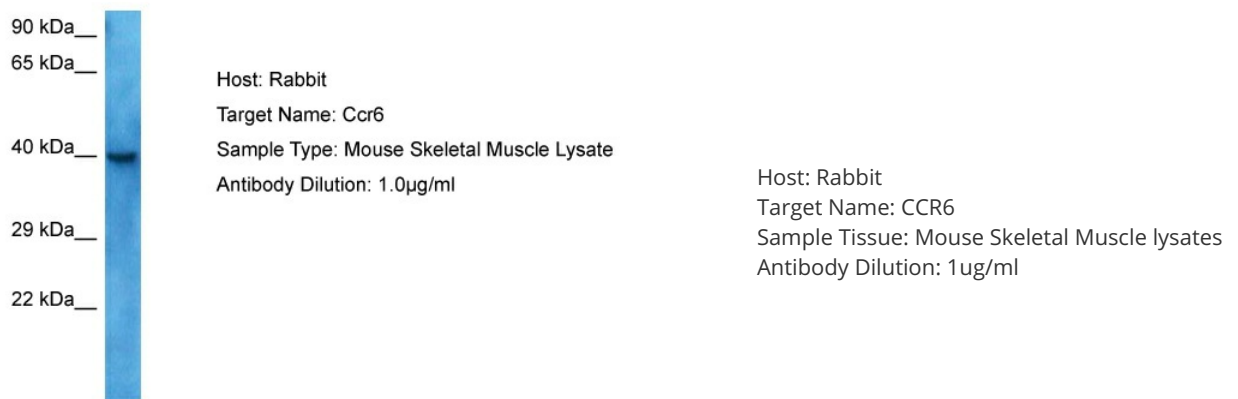 90 kDa__
65 kDa__
40 kDa__
29 kDa__
22 kDa__
Host: Rabbit
Target Name: Ccr6
Sample Type: Mouse Skeletal Muscle Lysate
Antibody Dilution: 1.0µg/ml
Host: Rabbit
Target Name: CCR6
Sample Tissue: Mouse Skeletal Muscle lysates
Antibody Dilution: 1ug/ml